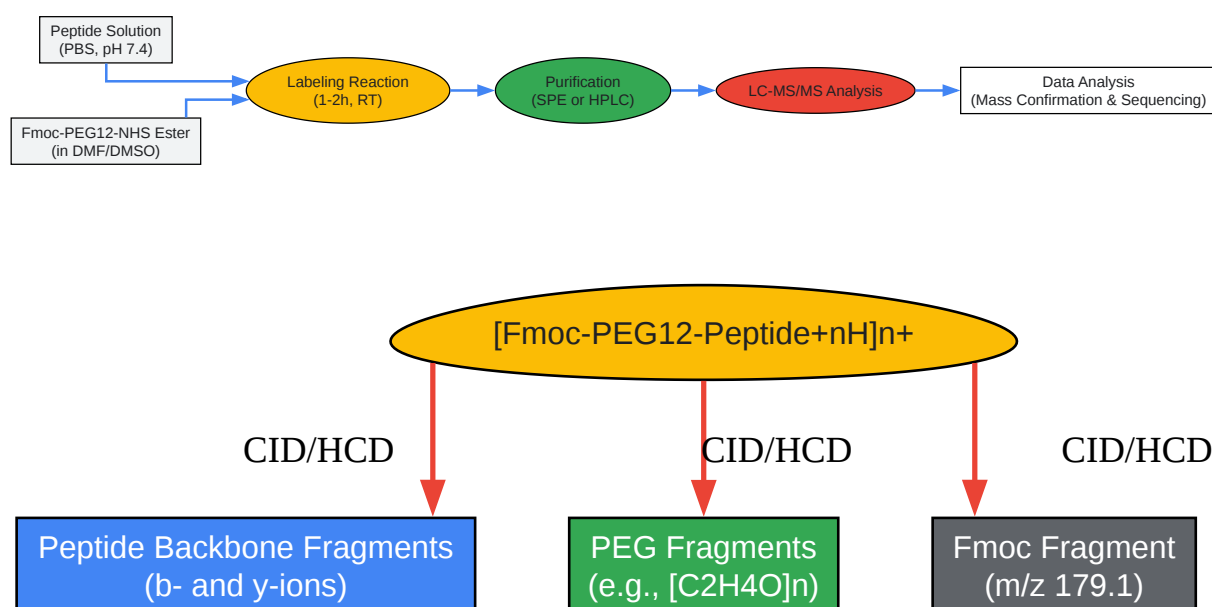 Peptide Solution
(PBS, pH 7.4)
Fmoc-PEG12-NHS Ester
(in DMF/DMSO)
Labeling Reaction
(1-2h, RT)
Purification
(SPE or HPLC)
LC-MS/MS Analysis
Data Analysis
(Mass Confirmation & Sequencing)
[Fmoc-PEG12-Peptide+nH]n+
CID/HCD
CID/HCD
CID/HCD
Peptide Backbone Fragments
(b- and y-ions)
PEG Fragments
(e.g., [C2H4O]n)
Fmoc Fragment
(m/z 179.1)